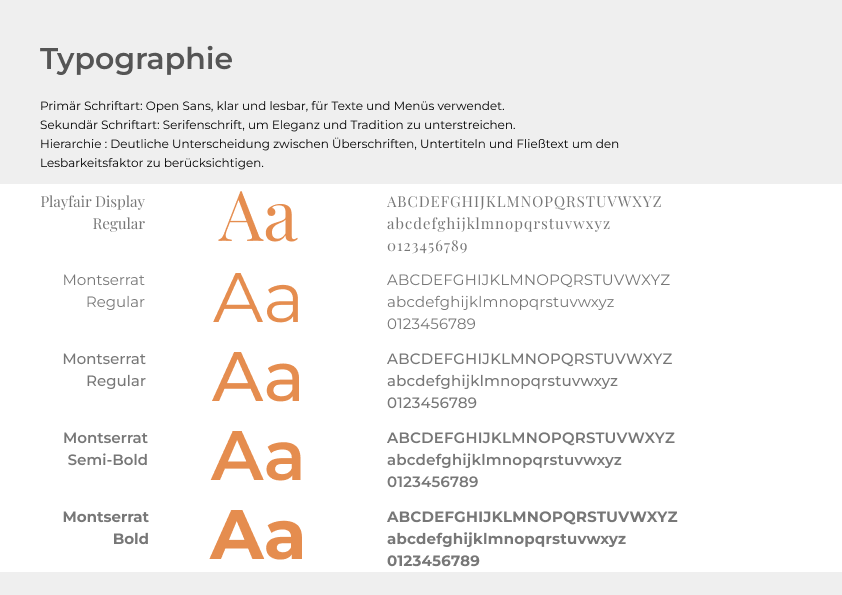 Typographie
Primär Schriftart: Open Sans, klar und lesbar, für Texte und Menüs verwendet.
Sekundär Schriftart: Serifenschrift, um Eleganz und Tradition zu unterstreichen.
Hierarchie : Deutliche Unterscheidung zwischen Überschriften, Untertiteln und Fließtext um den
Lesbarkeitsfaktor zu berücksichtigen.
Playfair Display
Regular
Aa
ABCDEFGHIJKLMNOPQRSTUVWXYZ
abcdefghijklmnopqrstuvwxyz
0123456789
Montserrat
Regular
Aa
ABCDEFGHIJKLMNOPQRSTUVWXYZ
abcdefghijklmnopqrstuvwxyz
0123456789
Montserrat
Regular
Aa
ABCDEFGHIJKLMNOPQRSTUVWXYZ
abcdefghijklmnopqrstuvwxyz
0123456789
Montserrat
Semi-Bold
Aa
ABCDEFGHIJKLMNOPQRSTUVWXYZ
abcdefghijklmnopqrstuvwxyz
0123456789
Montserrat
Bold
Aa
ABCDEFGHIJKLMNOPQRSTUVWXYZ
abcdefghijklmnopqrstuvwxyz
0123456789